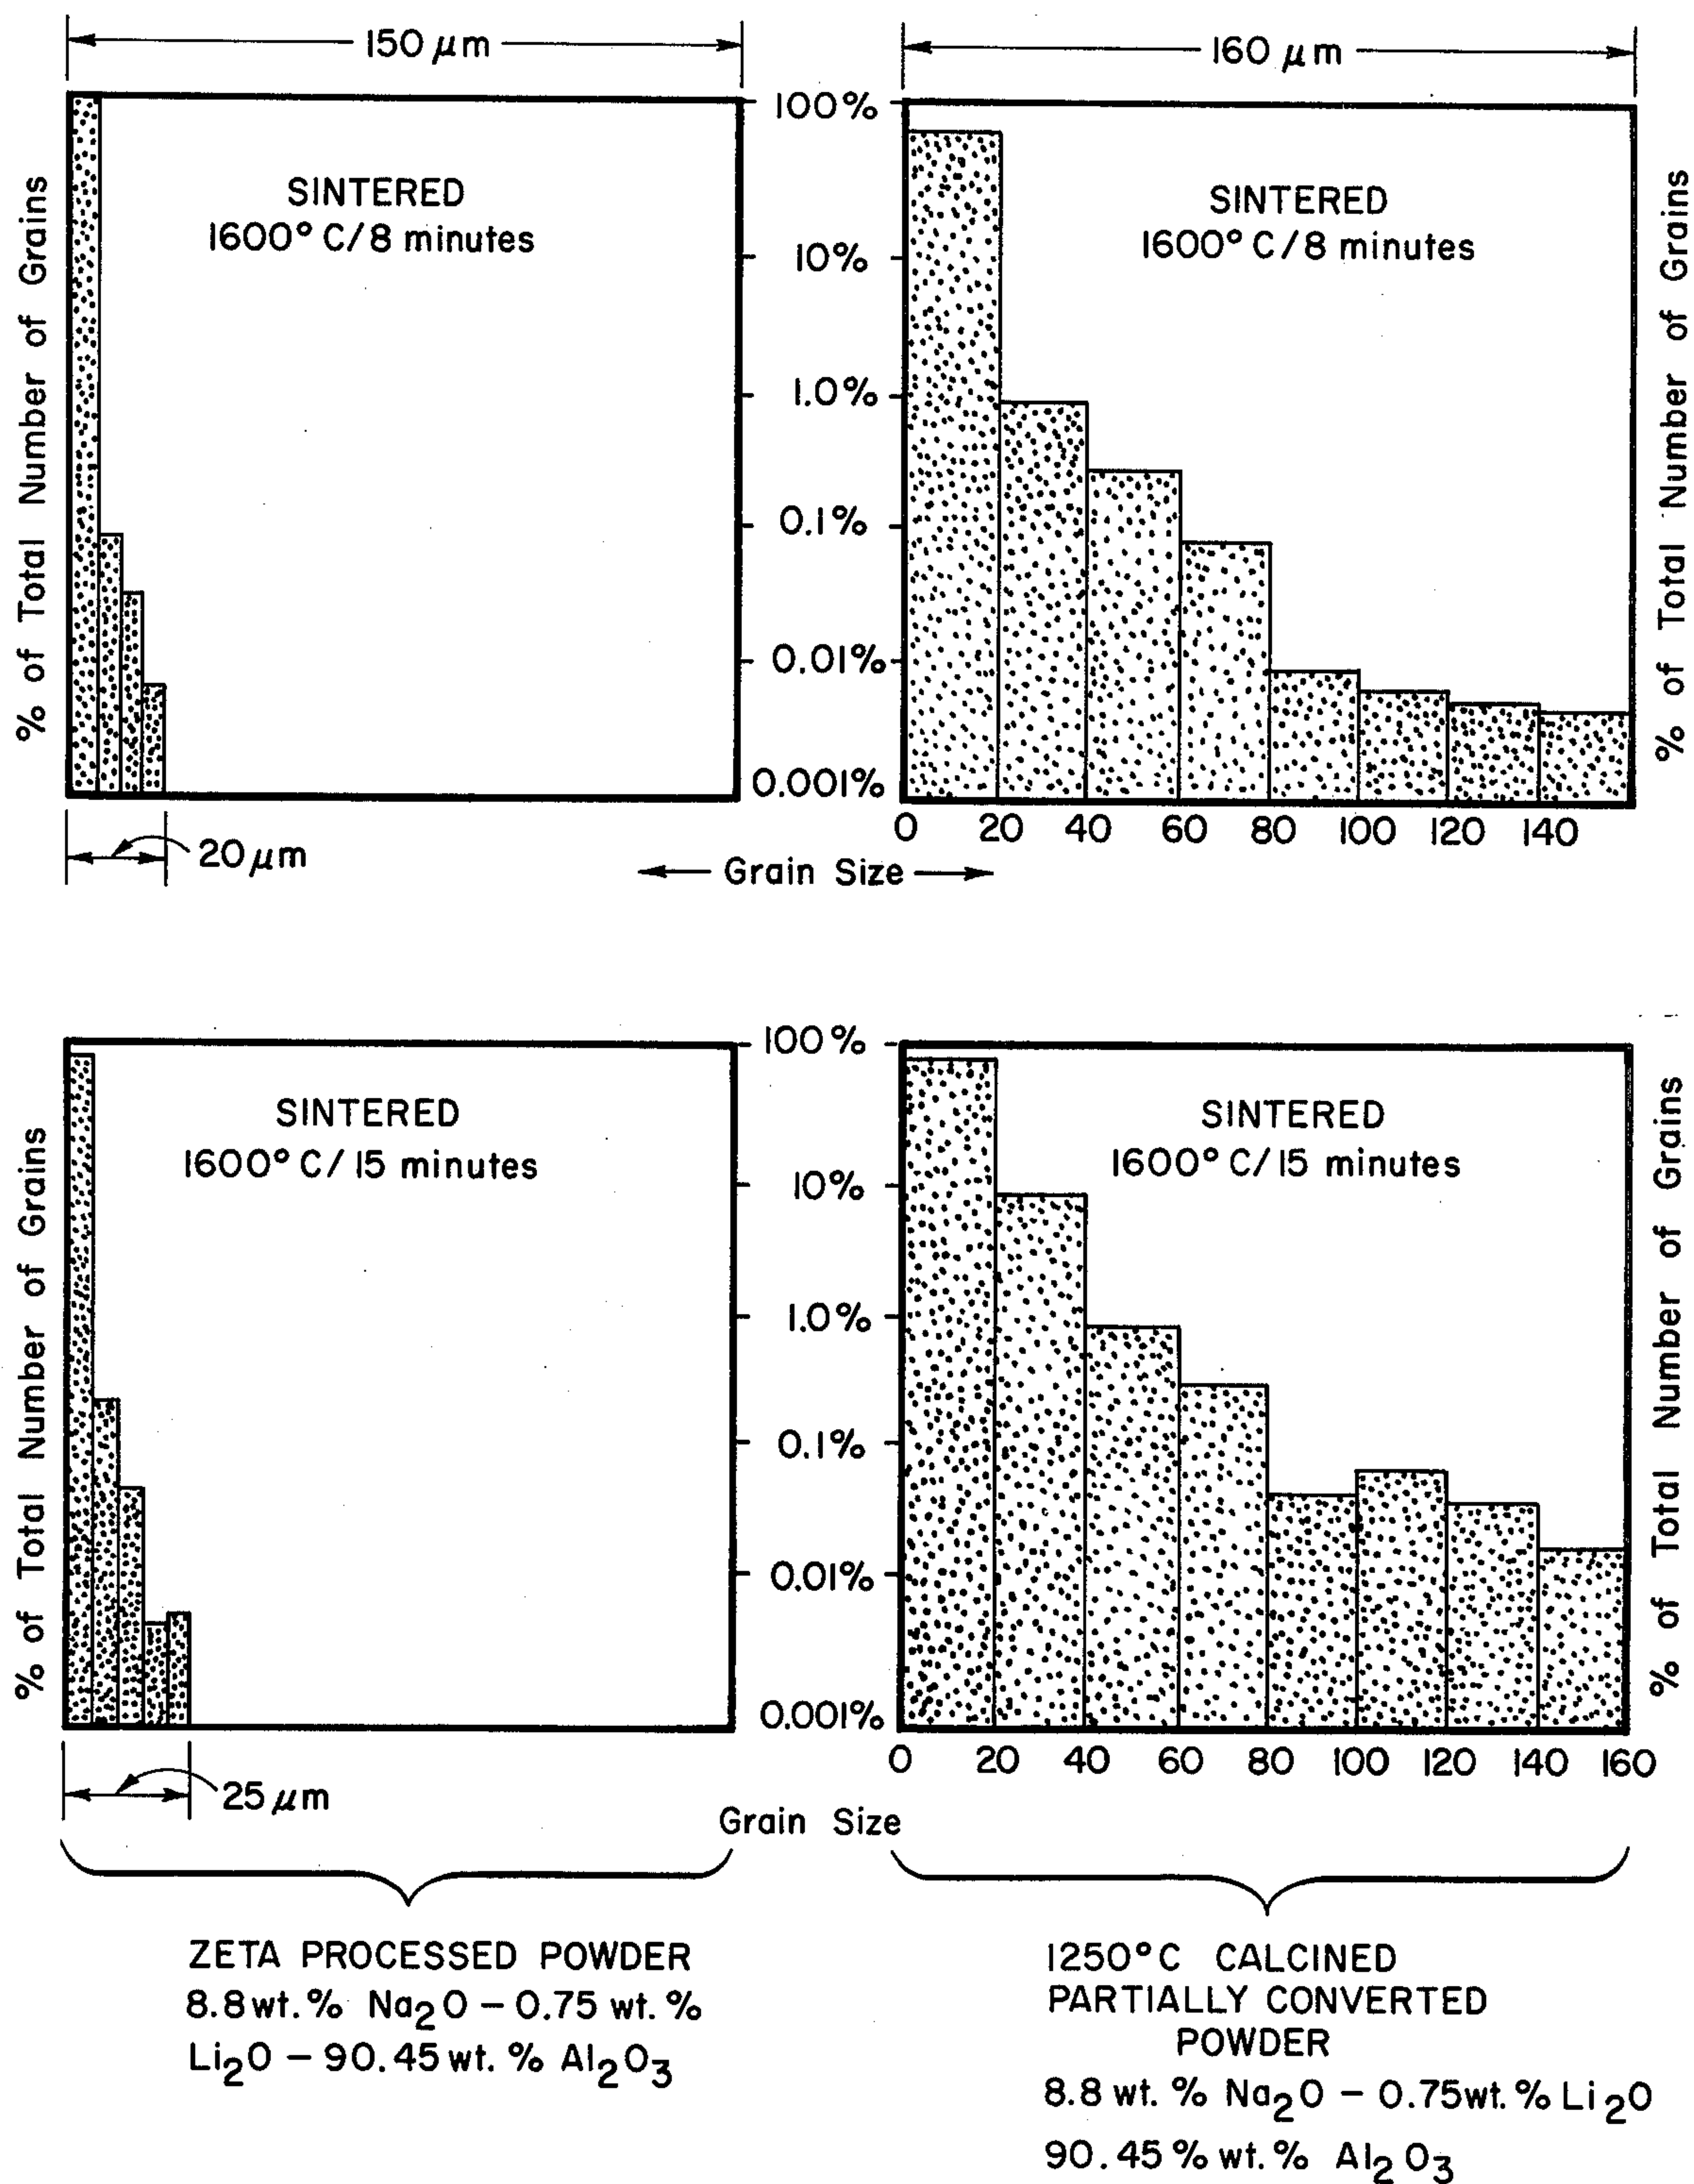 150 μm
160 μm
% of Total Number of Grains
SINTERED
1600° C/8 minutes
100%
10%
1.0%
0.1%
0.01%
0.001%
SINTERED
1600° C/8 minutes
% of Total Number of Grains
20 μm
0 20 40 60 80 100 120 140
Grain Size
% of Total Number of Grains
SINTERED
1600° C/15 minutes
100%
10%
1.0%
0.1%
0.01%
0.001%
SINTERED
1600° C/15 minutes
% of Total Number of Grains
25 μm
0 20 40 60 80 100 120 140 160
Grain Size
ZETA PROCESSED POWDER
8.8 wt. % Na₂O – 0.75 wt. %
Li₂O – 90.45 wt. % Al₂O₃
1250°C CALCINED
PARTIALLY CONVERTED
POWDER
8.8 wt. % Na₂O – 0.75 wt. % Li₂O
90.45 % wt. % Al₂O₃